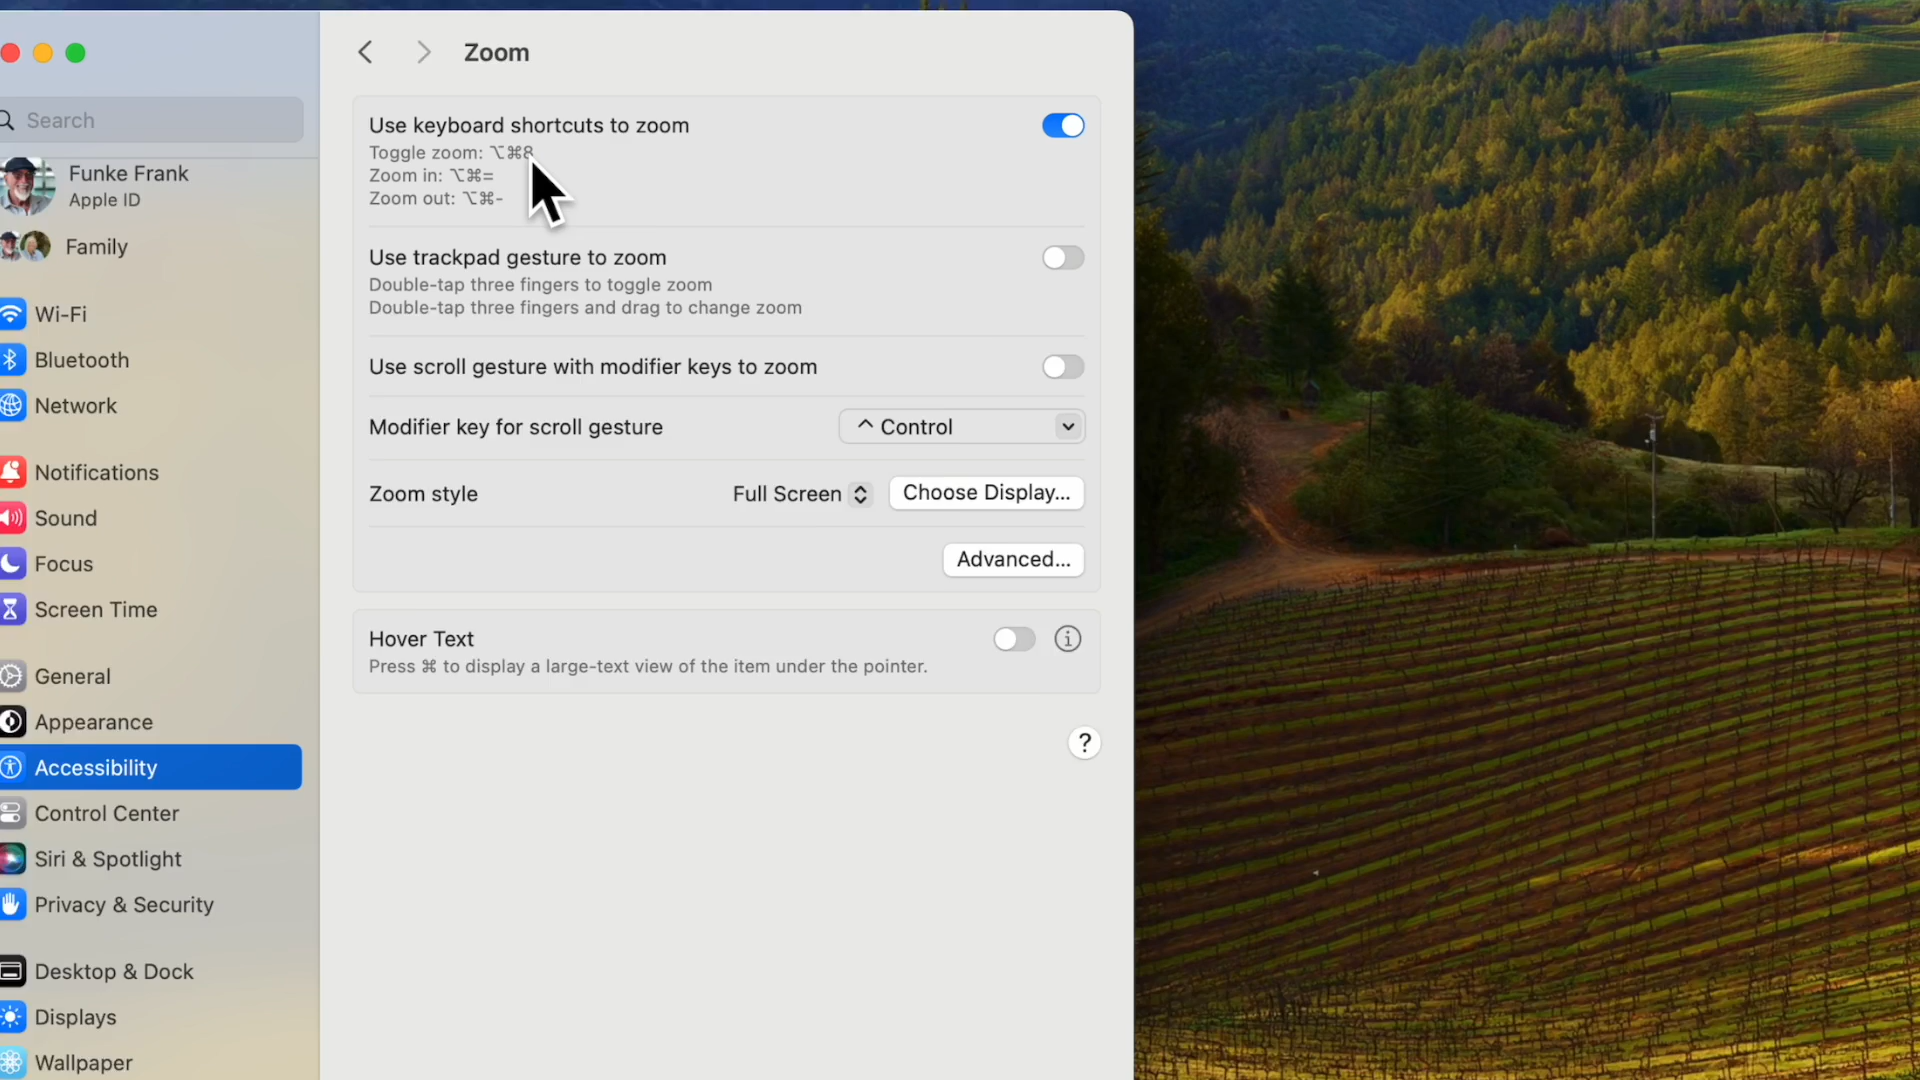 Zoom
Search
Funke Frank
Apple ID
Family
Wi-Fi
Bluetooth
Network
Notifications
Sound
Focus
Screen Time
General
Appearance
Accessibility
Control Center
Siri & Spotlight
Privacy & Security
Desktop & Dock
Displays
Wallpaper
Use keyboard shortcuts to zoom
Toggle zoom: ⌥⌘8
Zoom in: ⌥⌘=
Zoom out: ⌥⌘-
Use trackpad gesture to zoom
Double-tap three fingers to toggle zoom
Double-tap three fingers and drag to change zoom
Use scroll gesture with modifier keys to zoom
Modifier key for scroll gesture ⌃ Control
Zoom style Full Screen Choose Display...
Advanced...
Hover Text
Press ⌘ to display a large-text view of the item under the pointer.
?